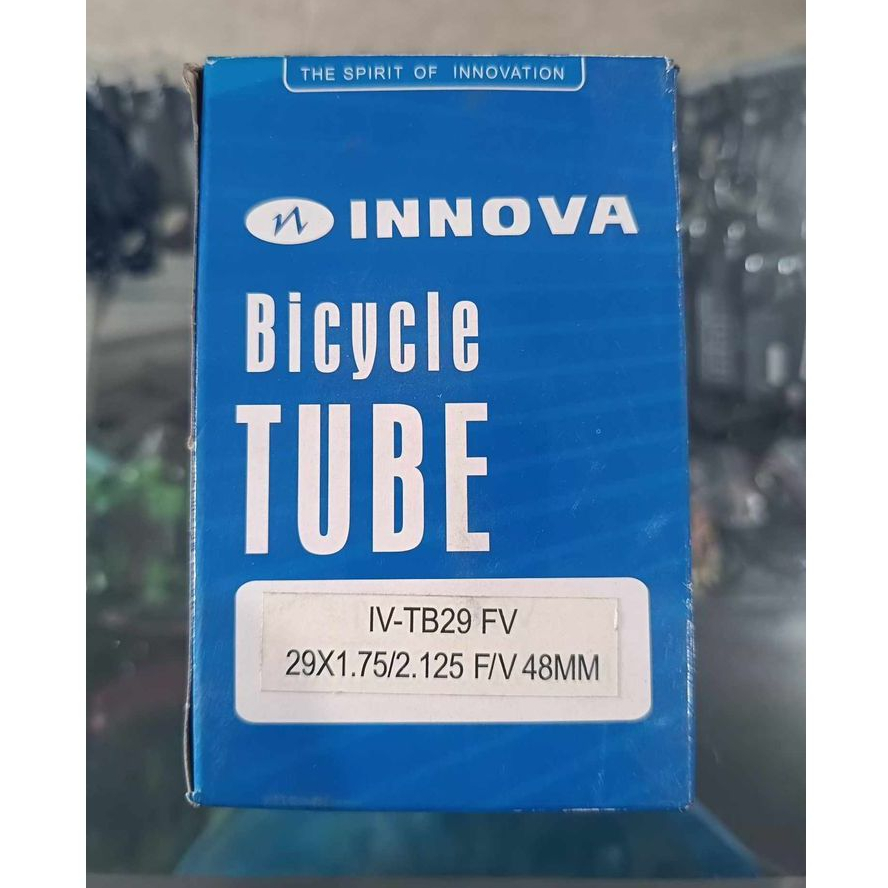 THE SPIRIT OF INNOVATION
INNOVA
Bicycle
TUBE
IV-TB29 FV
29X1.75/2.125 F/V 48MM